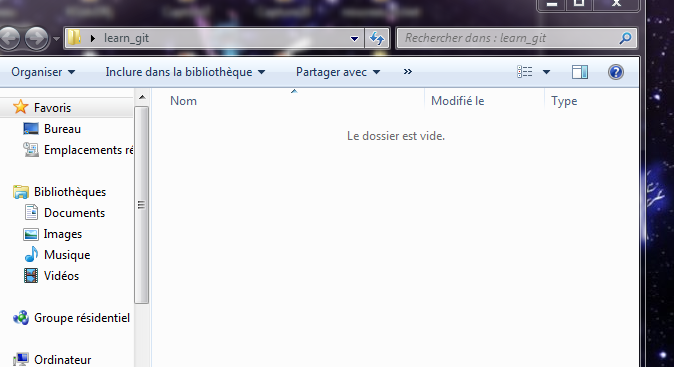 learn_git
Rechercher dans : learn_git
Organiser
Inclure dans la bibliothèque
Partager avec
»
Nom
Modifié le
Type
Le dossier est vide.
Favoris
Bureau
Emplacements ré
Bibliothèques
Documents
Images
Musique
Vidéos
Groupe résidentiel
Ordinateur